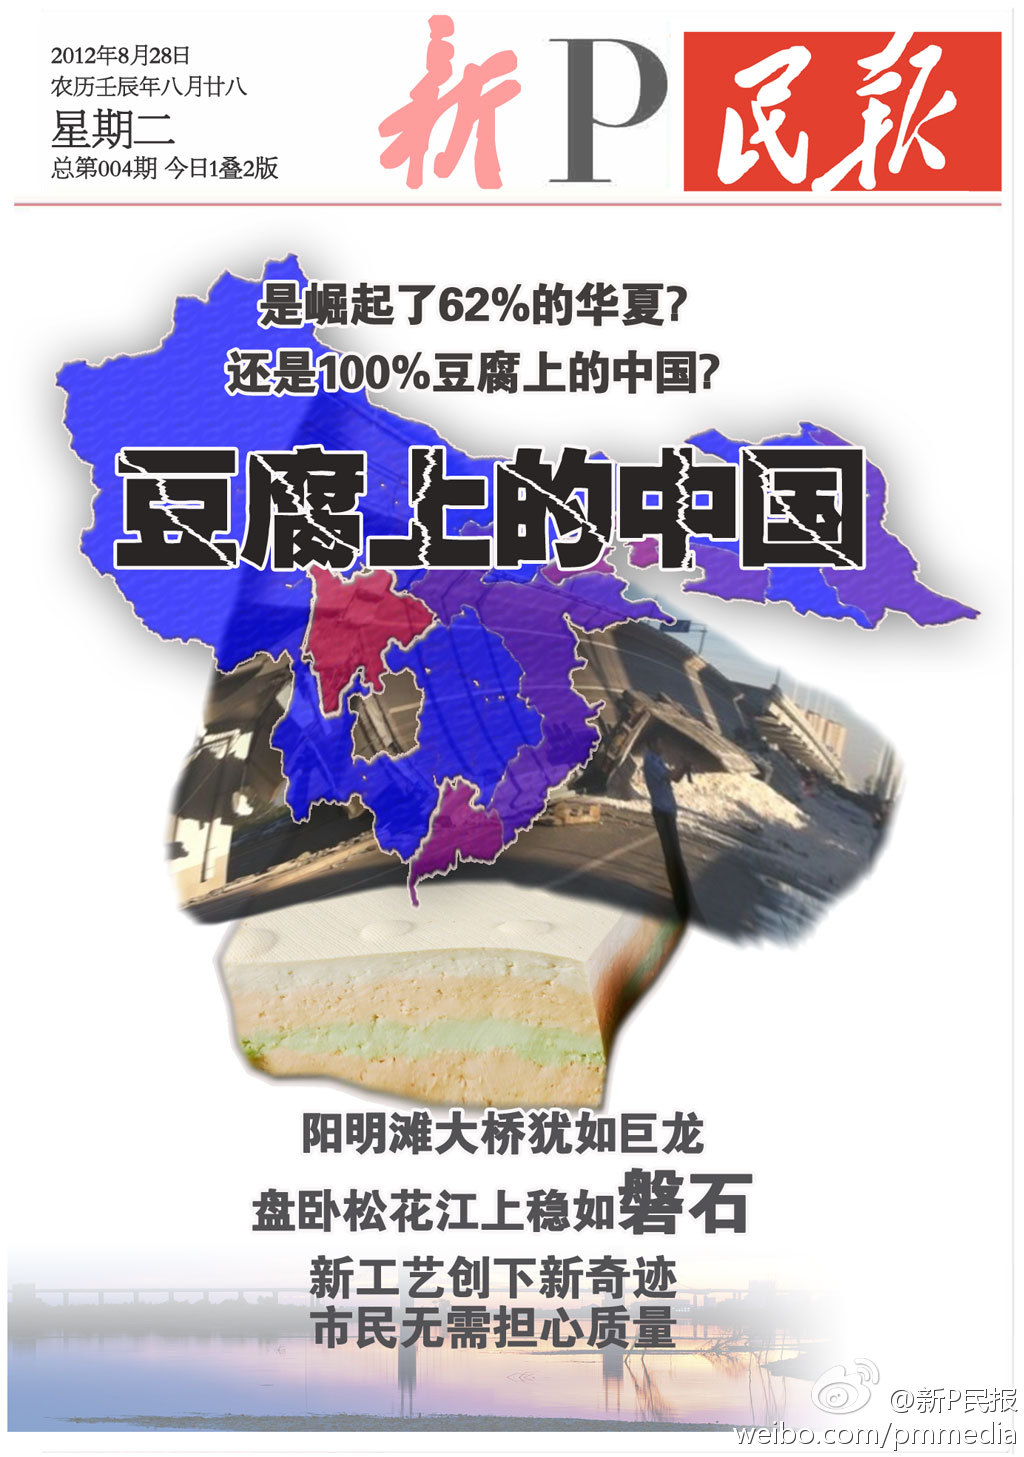 2012年8月28日
农历壬辰年八月廿八
星期二
总第004期 今日1叠2版
新P民报
是崛起了62%的华夏?
还是100%豆腐上的中国?
豆腐上的中国
阳明滩大桥犹如巨龙
盘卧松花江上稳如磐石
新工艺创下新奇迹
市民无需担心质量
@新P民报
weibo.com/pmmedia